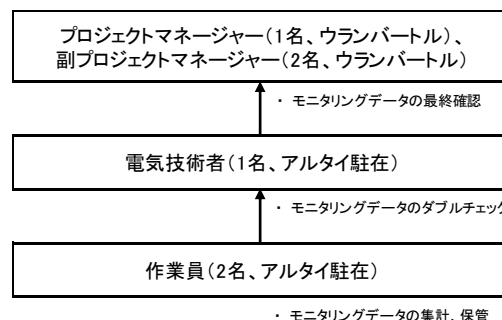 プロジェクトマネージャー(1名、ウランバートル)、
副プロジェクトマネージャー(2名、ウランバートル)
・ モニタリングデータの最終確認
電気技術者(1名、アルタイ駐在)
・ モニタリングデータのダブルチェック
作業員(2名、アルタイ駐在)
・ モニタリングデータの集計、保管